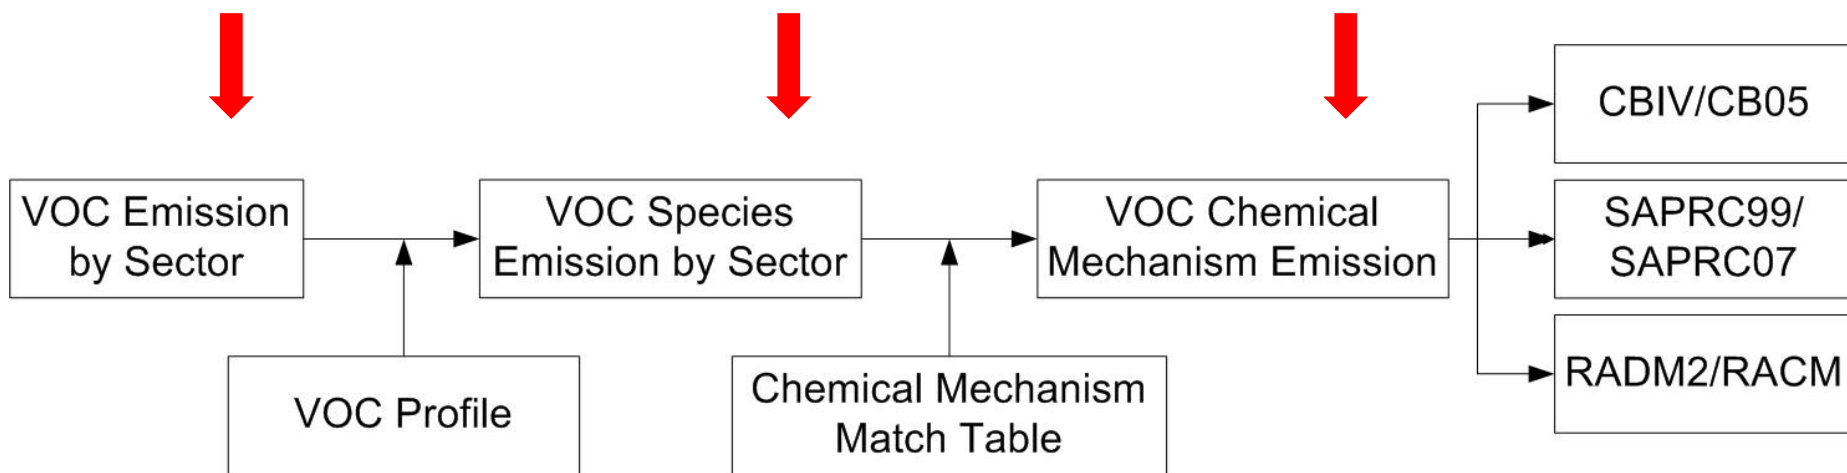 VOC Emission
by Sector
VOC Species
Emission by Sector
VOC Chemical
Mechanism Emission
CBIV/CB05
SAPRC99/
SAPRC07
RADM2/RACM
VOC Profile
Chemical Mechanism
Match Table